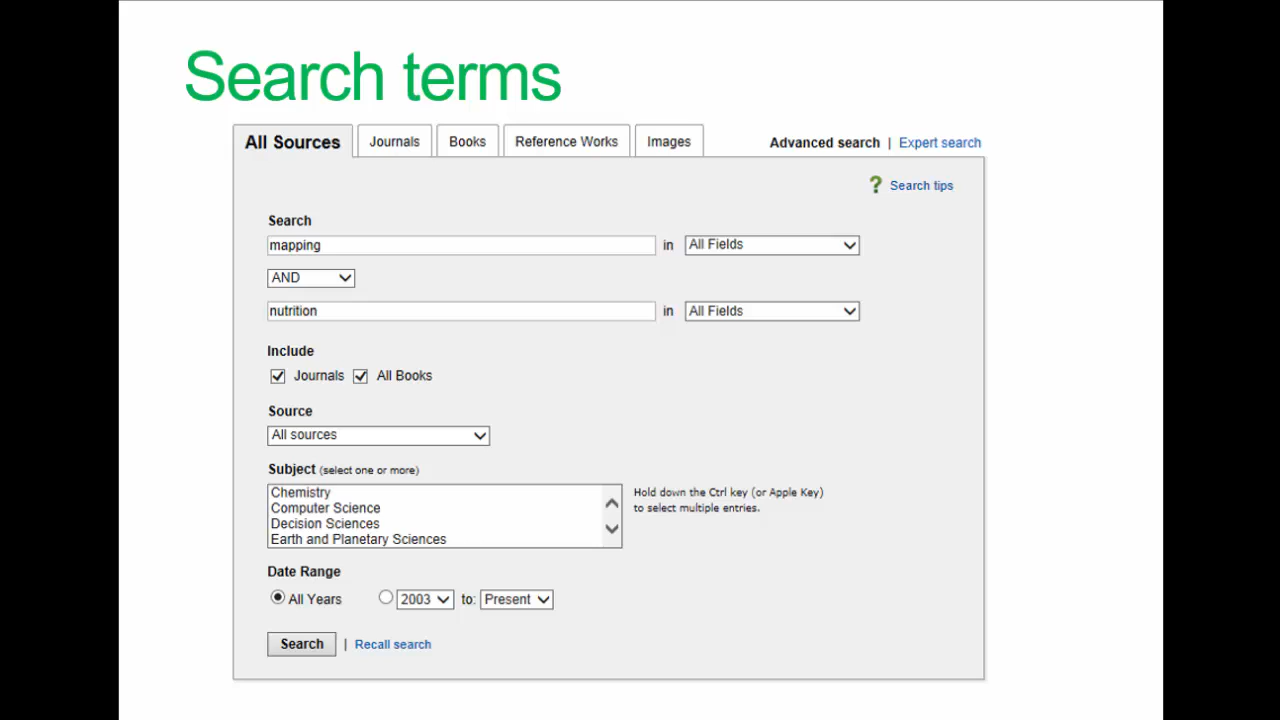 Search terms
All Sources Journals Books Reference Works Images Advanced search | Expert search
? Search tips
Search
mapping in All Fields
AND
nutrition in All Fields
Include
Journals All Books
Source
All sources
Subject (select one or more)
Chemistry Hold down the Ctrl key (or Apple Key)
Computer Science to select multiple entries.
Decision Sciences
Earth and Planetary Sciences
Date Range
All Years 2003 to: Present
Search | Recall search